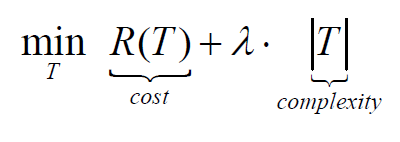 min R(T) + λ · |T|
T
cost
complexity